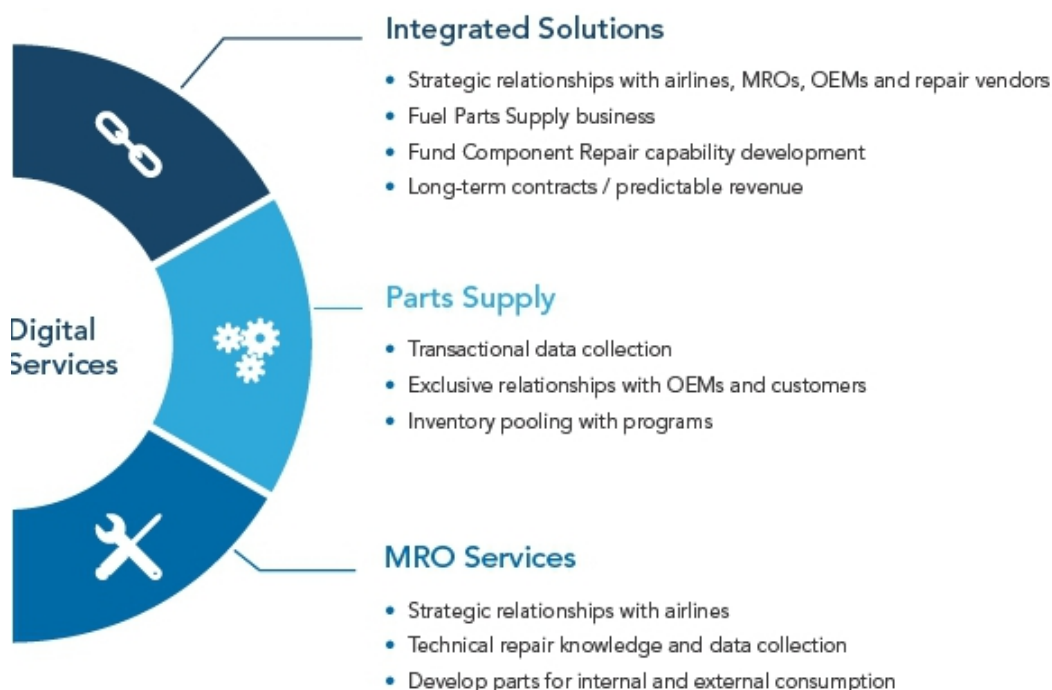 Integrated Solutions
• Strategic relationships with airlines, MROs, OEMs and repair vendors
• Fuel Parts Supply business
• Fund Component Repair capability development
• Long-term contracts / predictable revenue
Digital
Services
Parts Supply
• Transactional data collection
• Exclusive relationships with OEMs and customers
• Inventory pooling with programs
MRO Services
• Strategic relationships with airlines
• Technical repair knowledge and data collection
• Develop parts for internal and external consumption